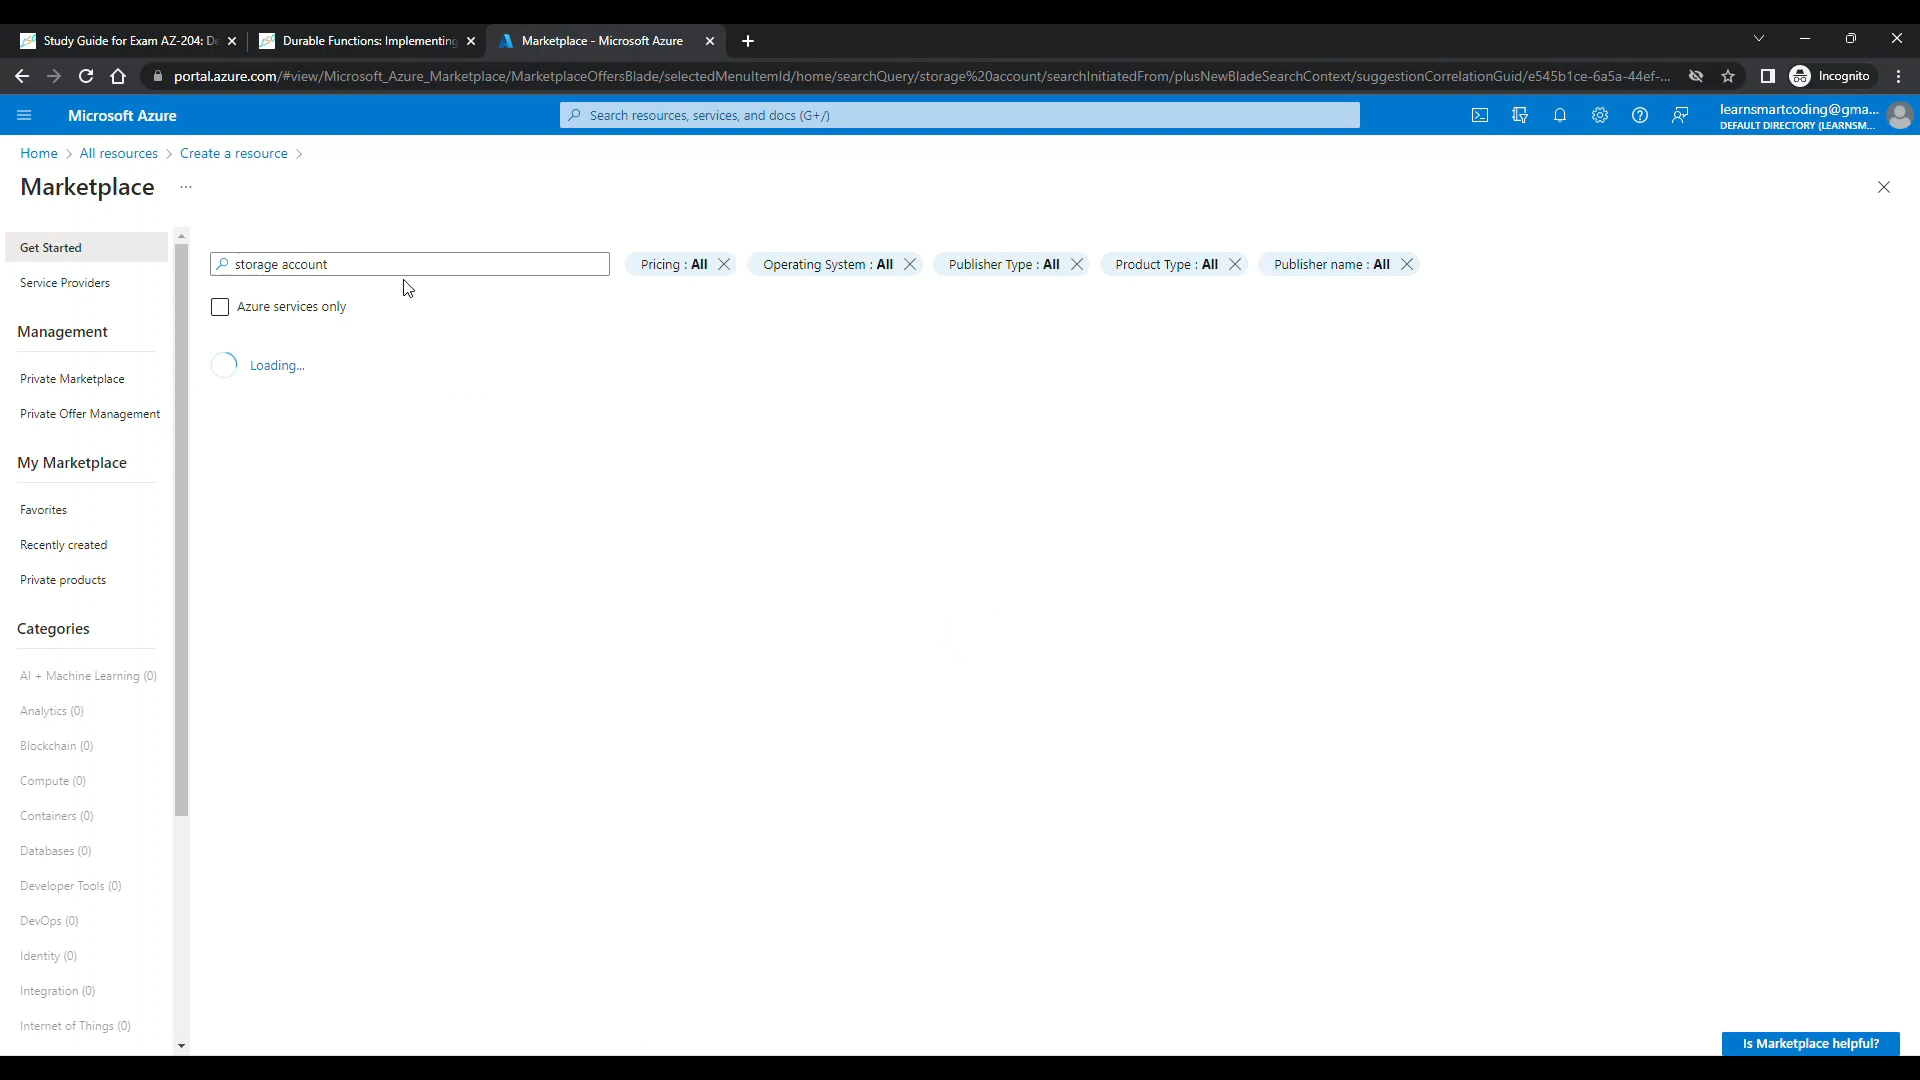 Study Guide for Exam AZ-204: De
Durable Functions: Implementing
Marketplace - Microsoft Azure
portal.azure.com/#view/Microsoft_Azure_Marketplace/MarketplaceOffersBlade/selectedMenuItemId/home/searchQuery/storage%20account/searchInitiatedFrom/plusNewBladeSearchContext/suggestionCorrelationGuid/e545b1ce-6a5a-44ef-...
Incognito
Microsoft Azure
Search resources, services, and docs (G+/)
learnsmartcoding@gma...
DEFAULT DIRECTORY (LEARNSM...
Home > All resources > Create a resource >
Marketplace ...
Get Started
Service Providers
Management
Private Marketplace
Private Offer Management
My Marketplace
Favorites
Recently created
Private products
Categories
AI + Machine Learning (0)
Analytics (0)
Blockchain (0)
Compute (0)
Containers (0)
Databases (0)
Developer Tools (0)
DevOps (0)
Identity (0)
Integration (0)
Internet of Things (0)
storage account
Pricing : All
Operating System : All
Publisher Type : All
Product Type : All
Publisher name : All
Azure services only
Loading...
Is Marketplace helpful?